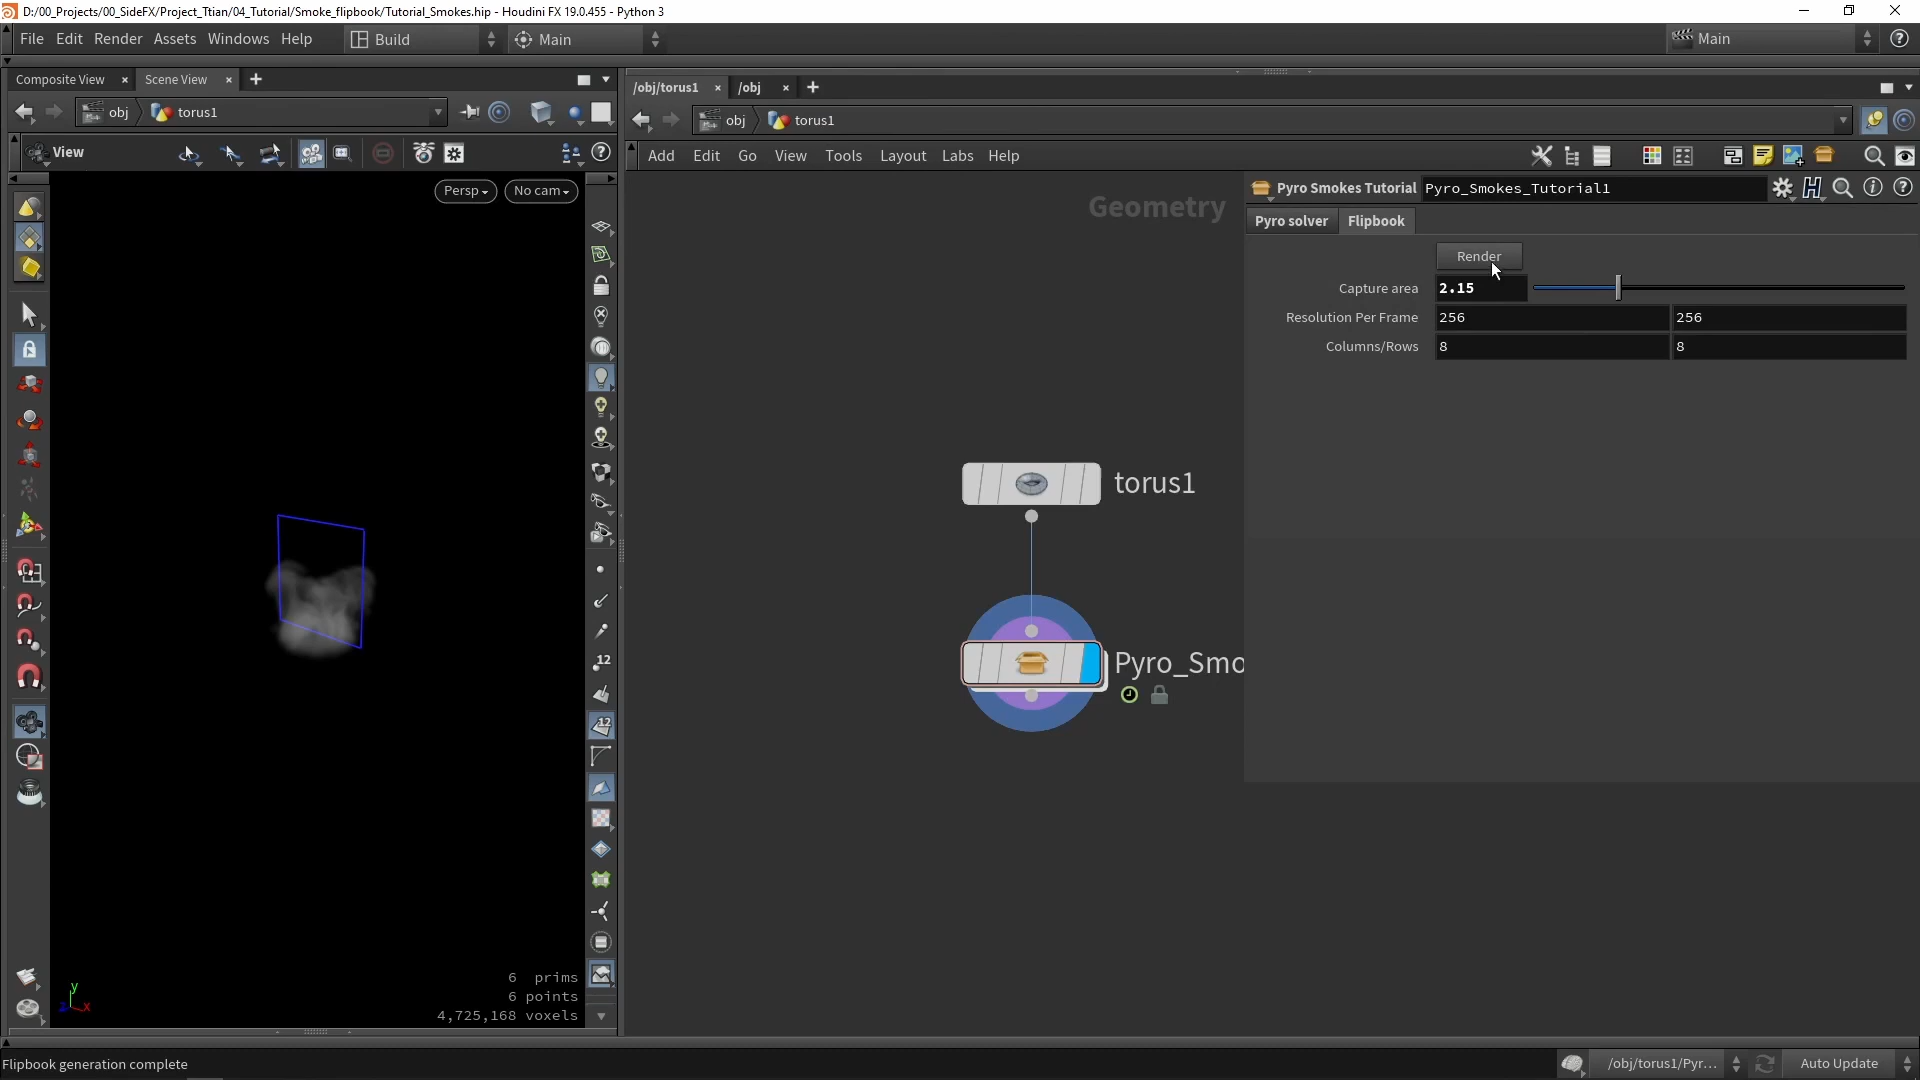 D:/00_Projects/00_SideFX/Project_Ttian/04_Tutorial/Smoke_flipbook/Tutorial_Smokes.hip - Houdini FX 19.0.455 - Python 3
File Edit Render Assets Windows Help Build Main Main
Composite View Scene View
/obj/torus1 /obj
obj torus1
obj torus1
View
Add Edit Go View Tools Layout Labs Help
Persp No cam
Geometry
Pyro Smokes Tutorial Pyro_Smokes_Tutorial1
Pyro solver Flipbook
Render
Capture area 2.15
Resolution Per Frame 256 256
Columns/Rows 8 8
torus1
Pyro_Smo
12
12
6 prims
6 points
4,725,168 voxels
y
z x
Flipbook generation complete
/obj/torus1/Pyr... Auto Update